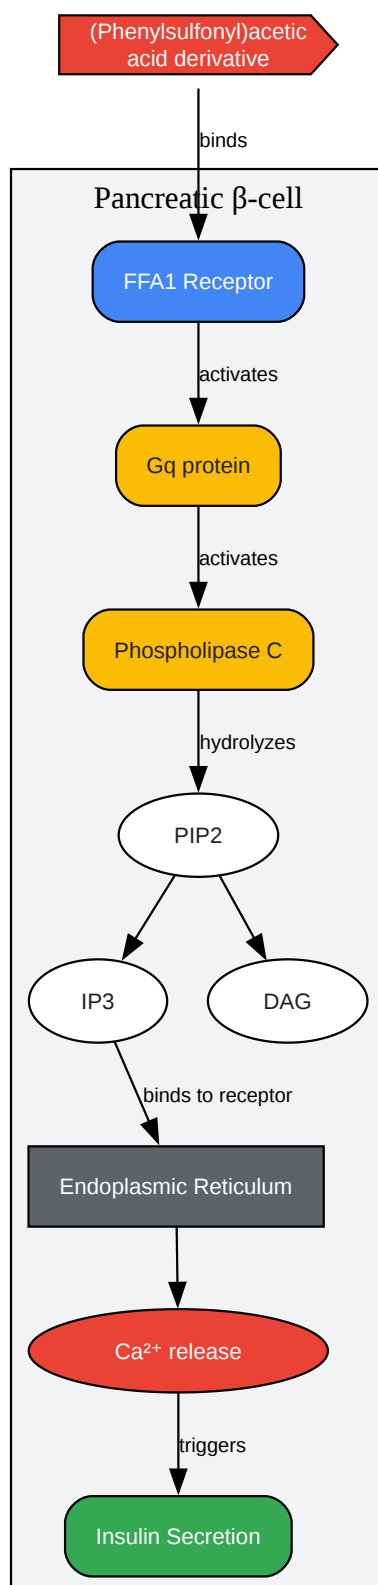 (Phenylsulfonyl)acetic
acid derivative
binds
Pancreatic β-cell
FFA1 Receptor
activates
Gq protein
activates
Phospholipase C
hydrolyzes
PIP2
IP3
DAG
binds to receptor
Endoplasmic Reticulum
Ca²⁺ release
triggers
Insulin Secretion